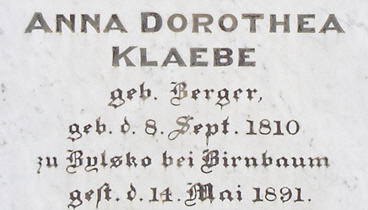 ANNA DOROTHEA
KLAEBE
geb. Berger,
geb. d. 8. Sept. 1810
zu Bylsko bei Birnbaum
gest. d. 14. Mai 1891.